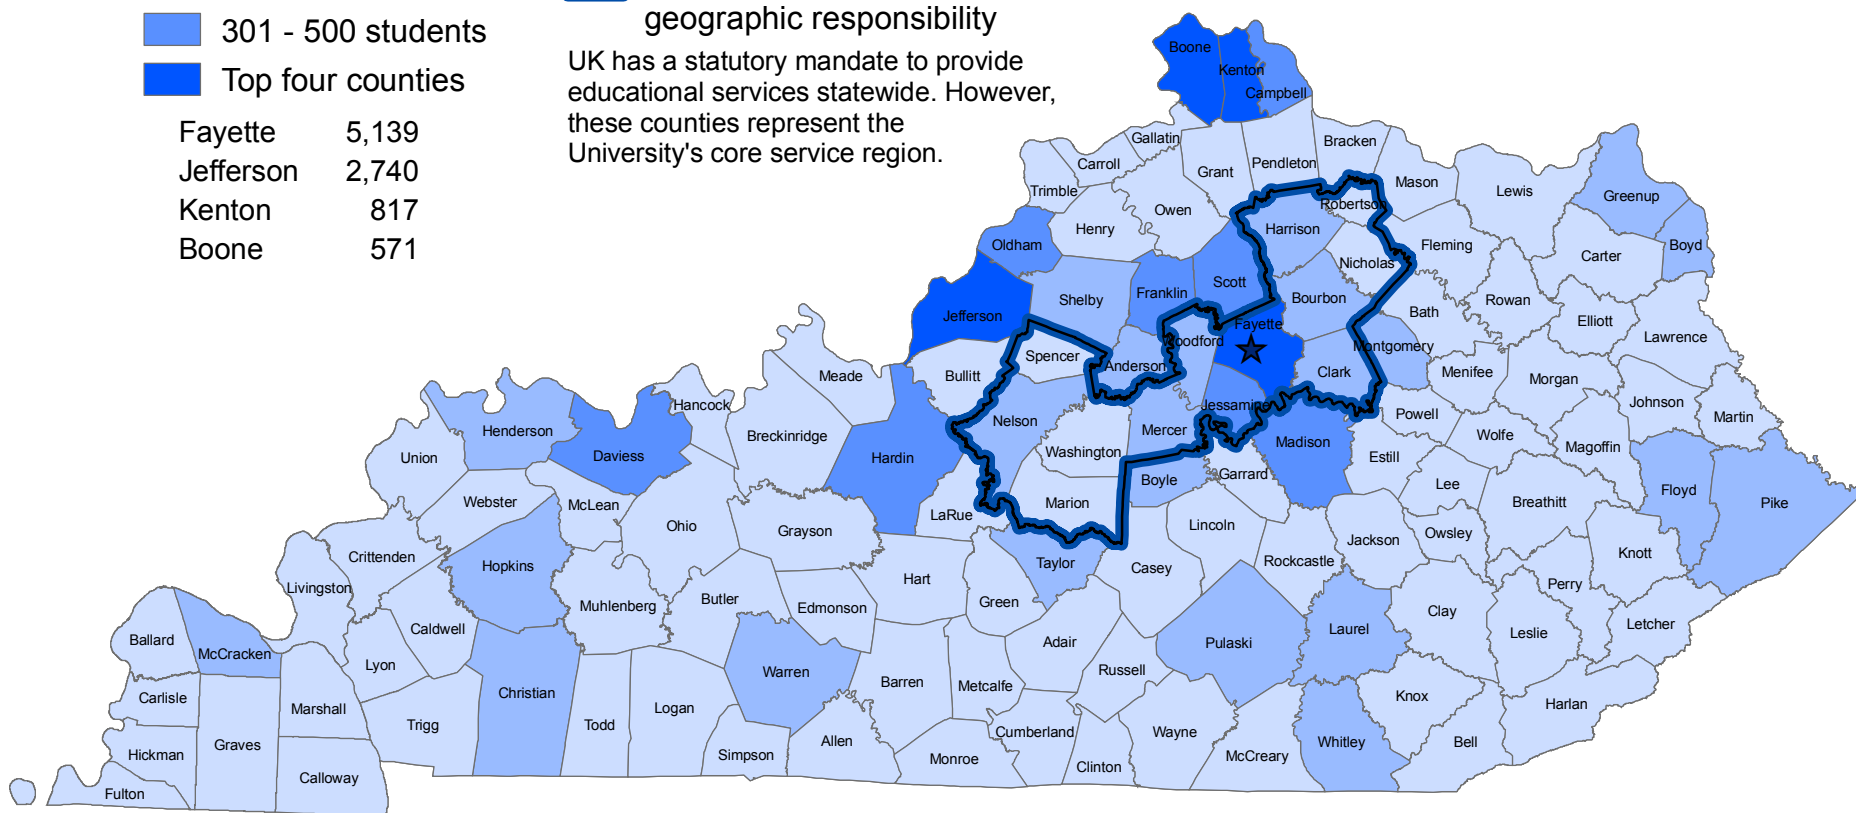 301 - 500 students
Top four counties
Fayette 5,139
Jefferson 2,740
Kenton 817
Boone 571
geographic responsibility
UK has a statutory mandate to provide
educational services statewide. However,
these counties represent the
University's core service region.
Boone
Kenton
Campbell
Gallatin
Bracken
Carroll
Pendleton
Grant
Trimble
Mason
Lewis
Greenup
Robertson
Owen
Henry
Harrison
Oldham
Fleming
Boyd
Carter
Nicholas
Scott
Franklin
Shelby
Bourbon
Rowan
Bath
Jefferson
Elliott
Fayette
Lawrence
Woodford
Montgomery
Spencer
Anderson
Clark
Menifee
Morgan
Bullitt
Meade
Johnson
Martin
Hancock
Jessamine
Powell
Nelson
Mercer
Henderson
Breckinridge
Wolfe
Madison
Magoffin
Washington
Daviess
Hardin
Union
Estill
Garrard
Boyle
Lee
Floyd
Breathitt
Pike
Webster
McLean
Marion
LaRue
Ohio
Lincoln
Grayson
Owsley
Jackson
Knott
Crittenden
Rockcastle
Taylor
Hopkins
Casey
Hart
Perry
Livingston
Butler
Green
Muhlenberg
Edmonson
Clay
Letcher
Caldwell
Laurel
Leslie
Ballard
Adair
Pulaski
McCracken
Lyon
Russell
Warren
Barren
Metcalfe
Christian
Knox
Carlisle
Harlan
Marshall
Logan
Trigg
Todd
Cumberland
Wayne
Allen
Whitley
Bell
Graves
Hickman
Simpson
McCreary
Monroe
Clinton
Calloway
Fulton